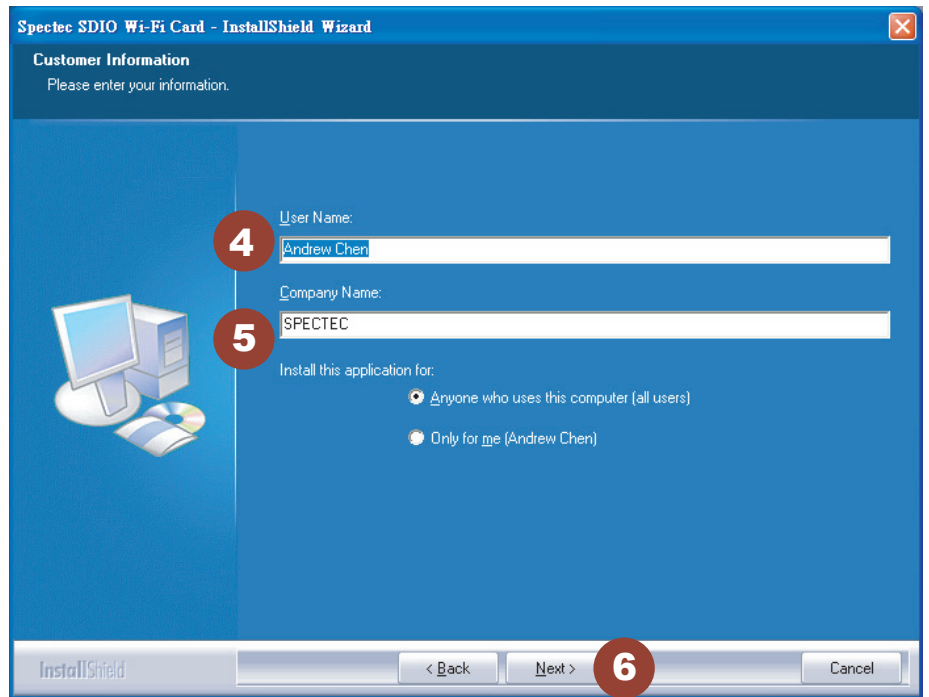 Spectec SDIO Wi-Fi Card - InstallShield Wizard
Customer Information
Please enter your information.
User Name:
4
Andrew Chen
Company Name:
5
SPECTEC
Install this application for:
Anyone who uses this computer (all users)
Only for me (Andrew Chen)
InstallShield
< Back
Next >
6
Cancel